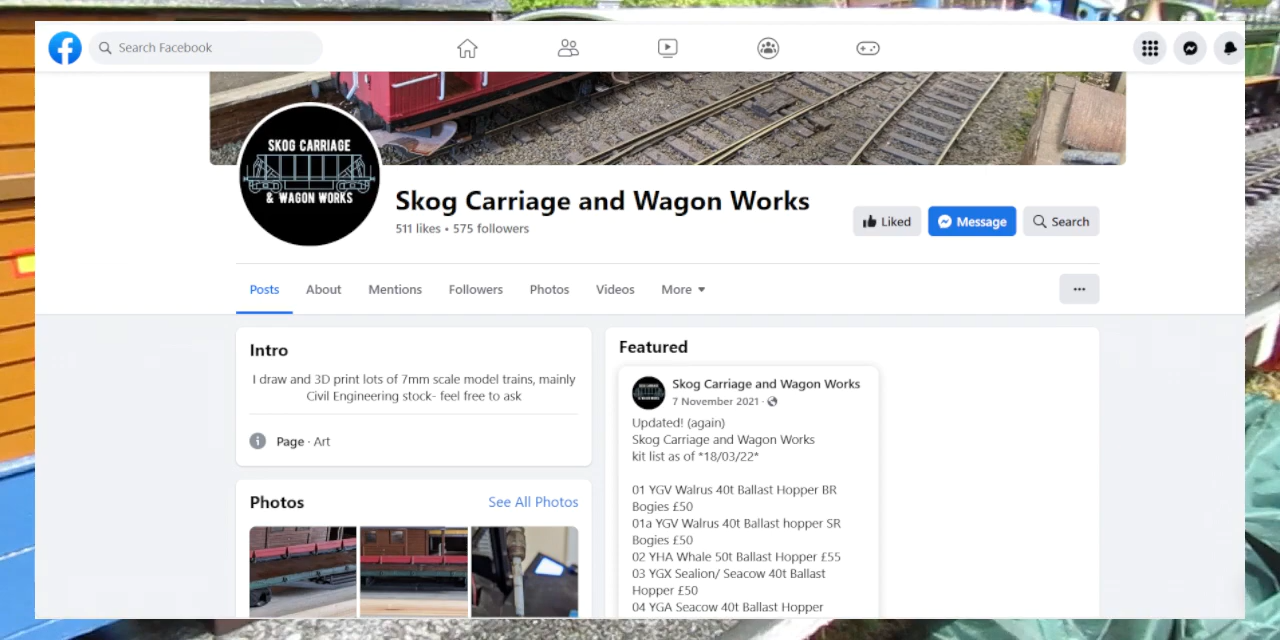 Search Facebook
SKOG CARRIAGE
& WAGON WORKS
Skog Carriage and Wagon Works
511 likes • 575 followers
Liked
Message
Search
Posts
About
Mentions
Followers
Photos
Videos
More
Intro
I draw and 3D print lots of 7mm scale model trains, mainly
Civil Engineering stock- feel free to ask
Page · Art
Photos
See All Photos
Featured
Skog Carriage and Wagon Works
7 November 2021 ·
Updated! (again)
Skog Carriage and Wagon Works
kit list as of *18/03/22*
01 YGV Walrus 40t Ballast Hopper BR
Bogies £50
01a YGV Walrus 40t Ballast hopper SR
Bogies £50
02 YHA Whale 50t Ballast Hopper £55
03 YGX Sealion/ Seacow 40t Ballast
Hopper £50
04 YGA Seacow 40t Ballast Hopper